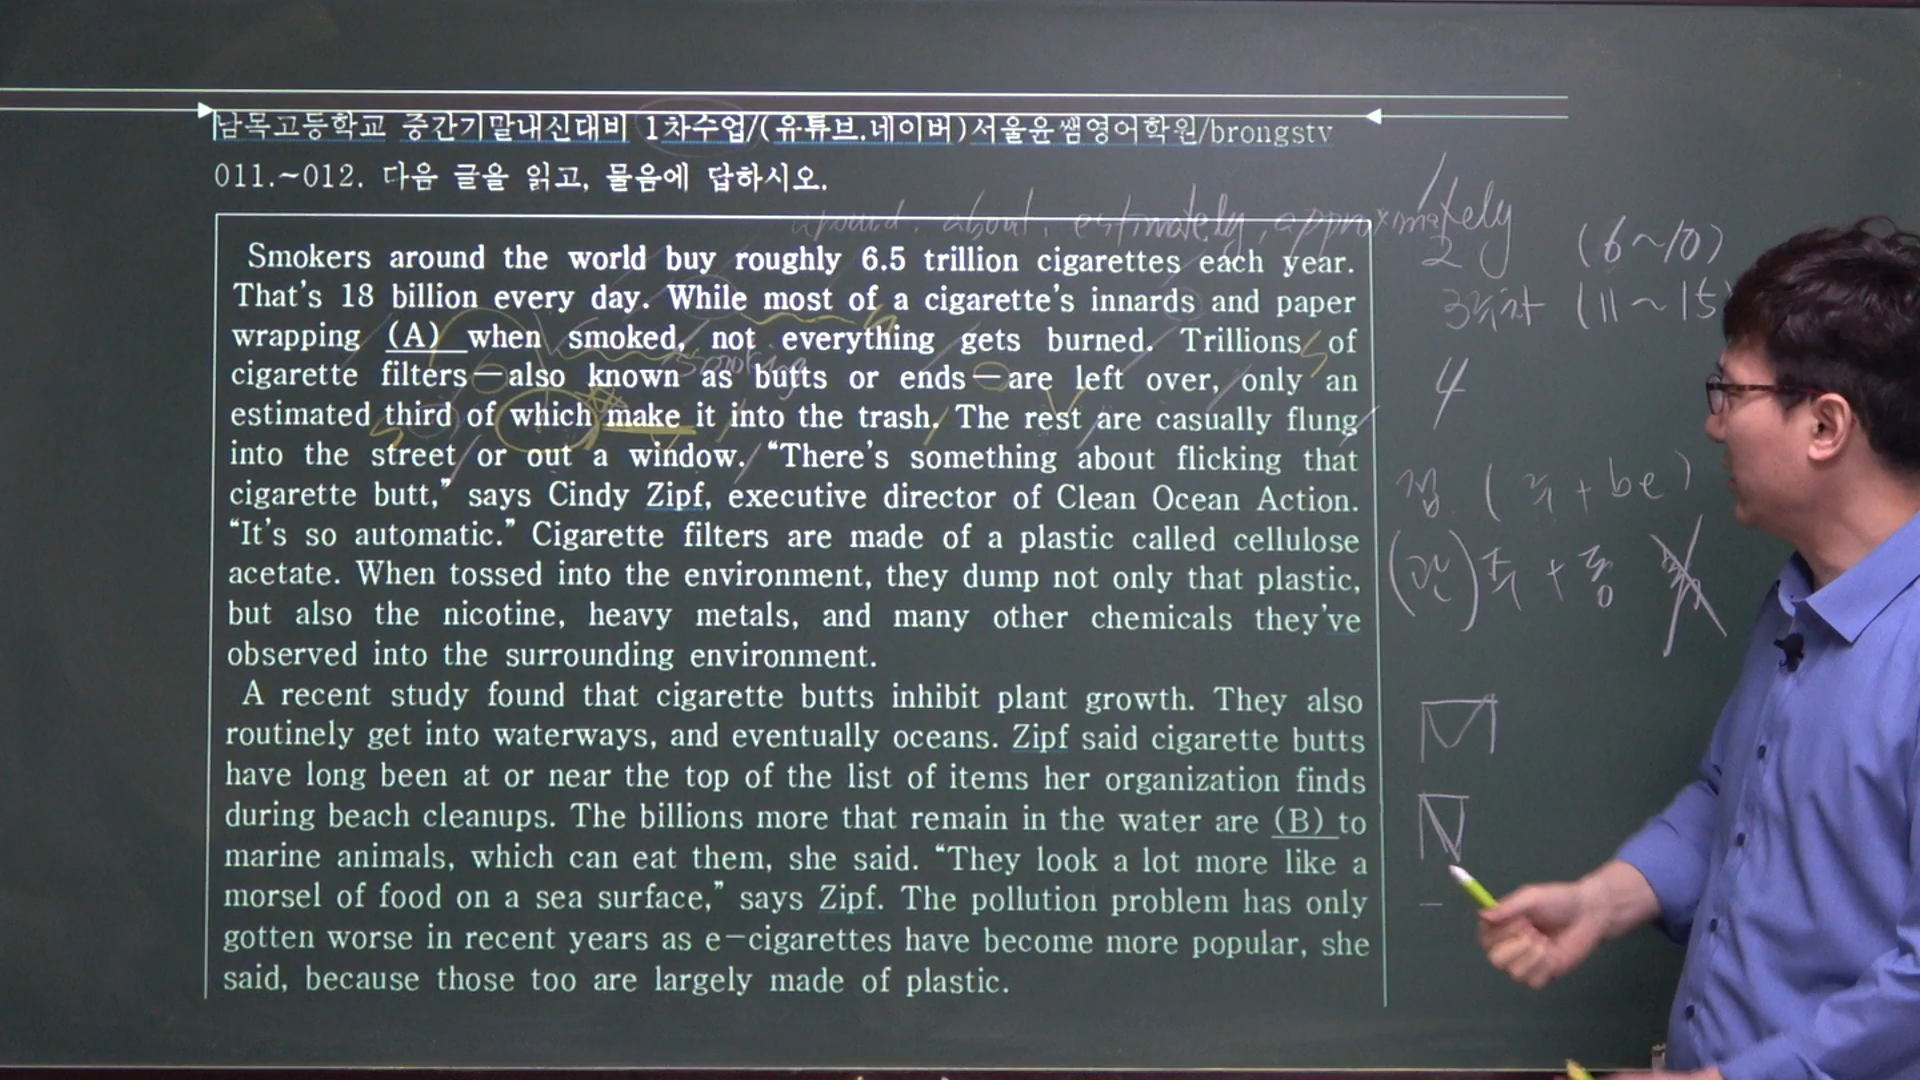 남목고등학교 중간기말내신대비 1차수업/(유튜브.네이버)서울윤쌤영어학원/brongstv
011.~012. 다음 글을 읽고, 물음에 답하시오.
around. about. estimately, approximately
Smokers around the world buy roughly 6.5 trillion cigarettes each year.
That's 18 billion every day. While most of a cigarette's innards and paper
wrapping (A) when smoked, not everything gets burned. Trillions of
smoking
cigarette filters—also known as butts or ends—are left over, only an
estimated third of which make it into the trash. The rest are casually flung
into the street or out a window. “There's something about flicking that
cigarette butt,” says Cindy Zipf, executive director of Clean Ocean Action.
“It's so automatic.” Cigarette filters are made of a plastic called cellulose
acetate. When tossed into the environment, they dump not only that plastic,
but also the nicotine, heavy metals, and many other chemicals they've
observed into the surrounding environment.
A recent study found that cigarette butts inhibit plant growth. They also
routinely get into waterways, and eventually oceans. Zipf said cigarette butts
have long been at or near the top of the list of items her organization finds
during beach cleanups. The billions more that remain in the water are (B) to
marine animals, which can eat them, she said. “They look a lot more like a
morsel of food on a sea surface,” says Zipf. The pollution problem has only
gotten worse in recent years as e-cigarettes have become more popular, she
said, because those too are largely made of plastic.
2 (6~10)
3주차 (11~15)
4
(주+be)
주+동